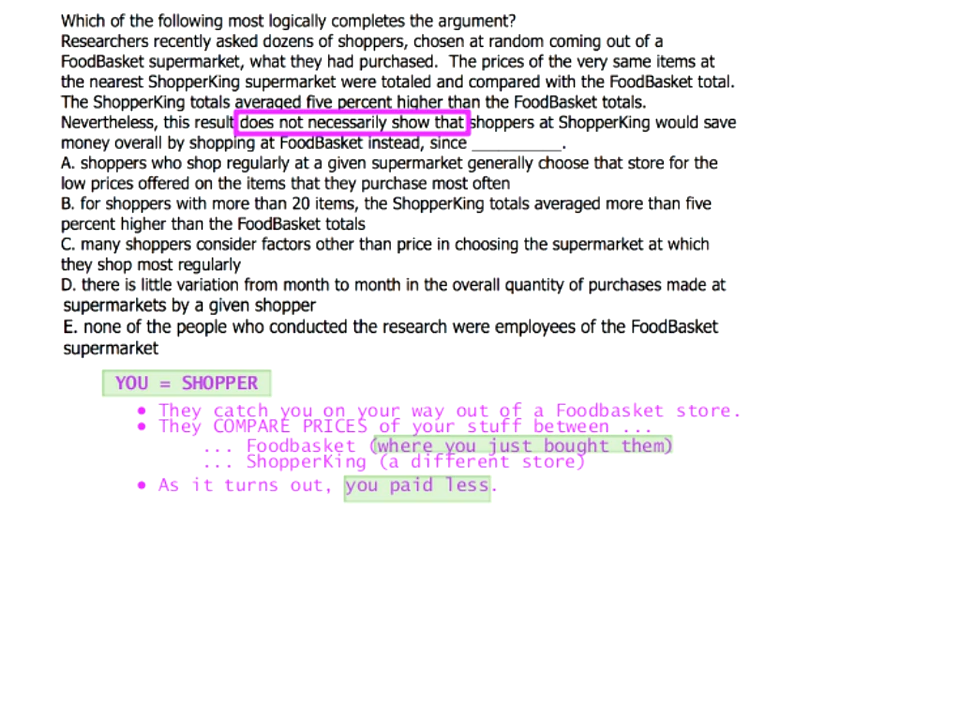 Which of the following most logically completes the argument?
Researchers recently asked dozens of shoppers, chosen at random coming out of a
FoodBasket supermarket, what they had purchased. The prices of the very same items at
the nearest ShopperKing supermarket were totaled and compared with the FoodBasket total.
The ShopperKing totals averaged five percent higher than the FoodBasket totals.
Nevertheless, this result does not necessarily show that shoppers at ShopperKing would save
money overall by shopping at FoodBasket instead, since __________.
A. shoppers who shop regularly at a given supermarket generally choose that store for the
low prices offered on the items that they purchase most often
B. for shoppers with more than 20 items, the ShopperKing totals averaged more than five
percent higher than the FoodBasket totals
C. many shoppers consider factors other than price in choosing the supermarket at which
they shop most regularly
D. there is little variation from month to month in the overall quantity of purchases made at
supermarkets by a given shopper
E. none of the people who conducted the research were employees of the FoodBasket
supermarket
YOU = SHOPPER
• They catch you on your way out of a Foodbasket store.
• They COMPARE PRICES of your stuff between ...
... Foodbasket (where you just bought them)
... ShopperKing (a different store)
• As it turns out, you paid less.